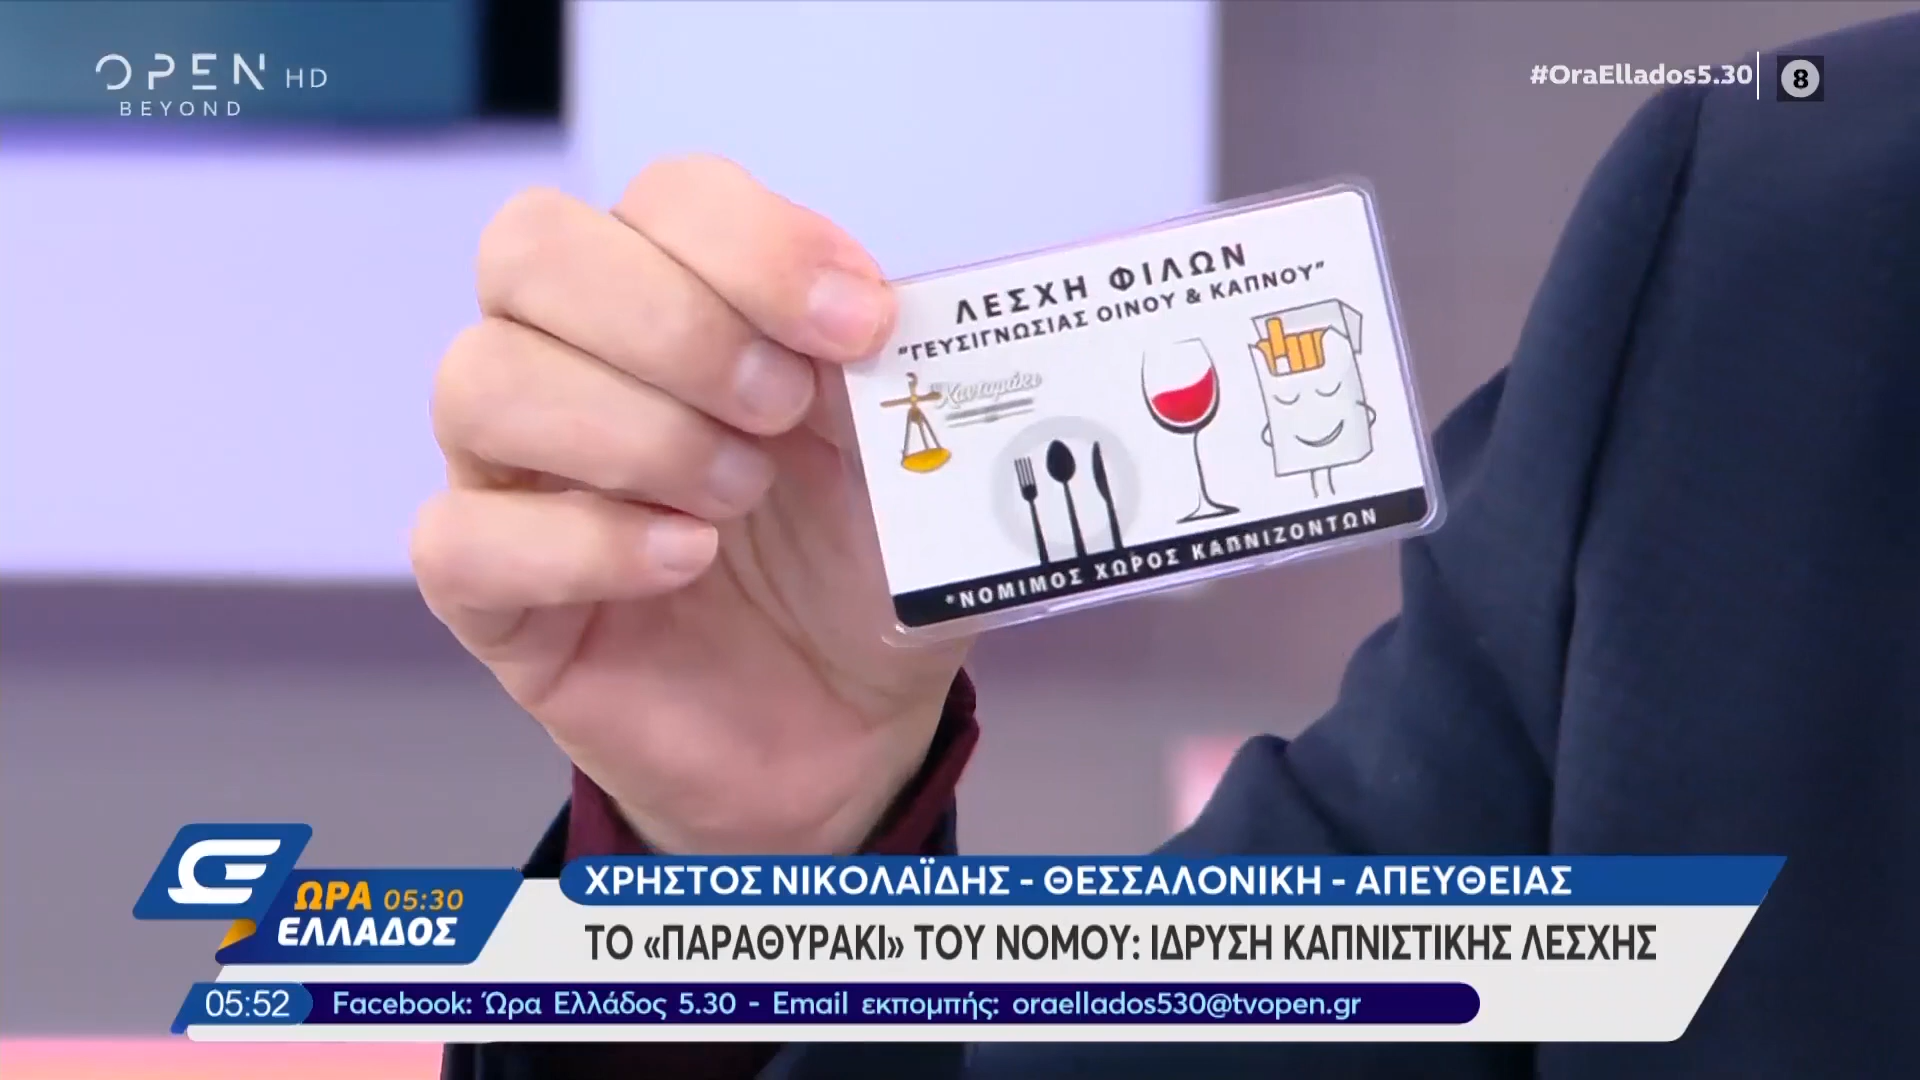 OPEN HD
BEYOND
#OraEllados5.30
8
ΛΕΣΧΗ ΦΙΛΩΝ
"ΓΕΥΣΙΓΝΩΣΙΑΣ ΟΙΝΟΥ & ΚΑΠΝΟΥ"
Κανταράκι
*ΝΟΜΙΜΟΣ ΧΩΡΟΣ ΚΑΠΝΙΖΟΝΤΩΝ
ΧΡΗΣΤΟΣ ΝΙΚΟΛΑΪΔΗΣ - ΘΕΣΣΑΛΟΝΙΚΗ - ΑΠΕΥΘΕΙΑΣ
ΩΡΑ 05:30
ΕΛΛΑΔΟΣ
ΤΟ «ΠΑΡΑΘΥΡΑΚΙ» ΤΟΥ ΝΟΜΟΥ: ΙΔΡΥΣΗ ΚΑΠΝΙΣΤΙΚΗΣ ΛΕΣΧΗΣ
05:52 Facebook: Ώρα Ελλάδος 5.30 - Email εκπομπής: oraellados530@tvopen.gr